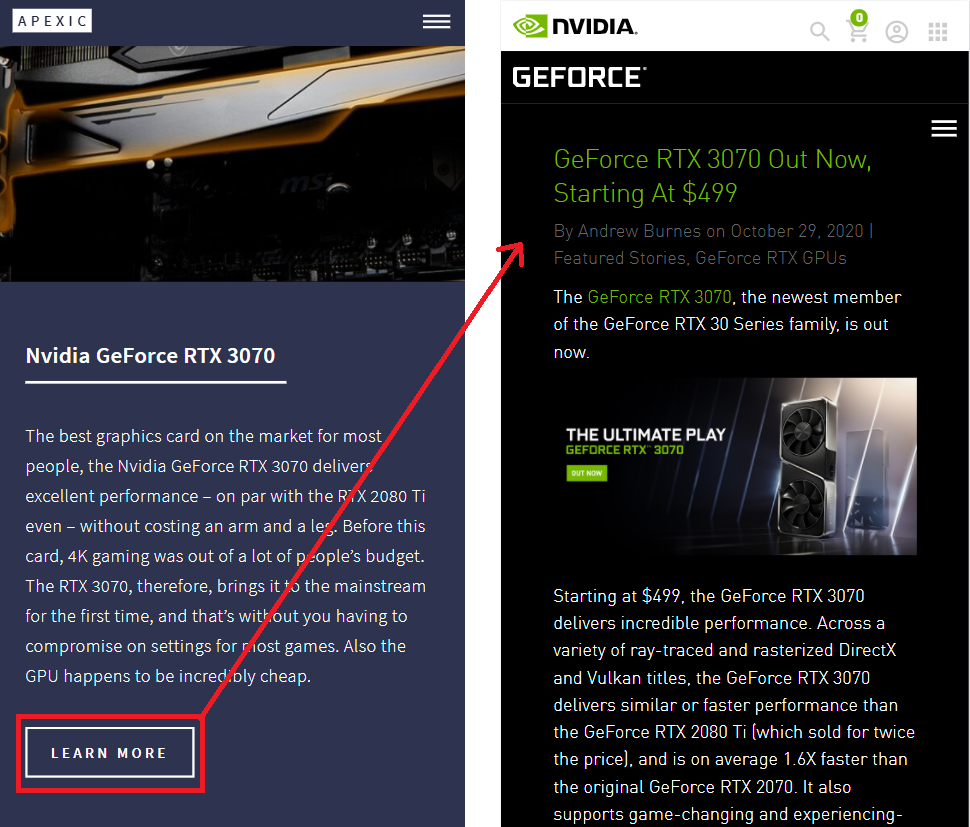 APEXIC
msi
Nvidia GeForce RTX 3070
The best graphics card on the market for most
people, the Nvidia GeForce RTX 3070 delivers
excellent performance – on par with the RTX 2080 Ti
even – without costing an arm and a leg. Before this
card, 4K gaming was out of a lot of people’s budget.
The RTX 3070, therefore, brings it to the mainstream
for the first time, and that’s without you having to
compromise on settings for most games. Also the
GPU happens to be incredibly cheap.
LEARN MORE
NVIDIA.
0
GEFORCE
GeForce RTX 3070 Out Now,
Starting At $499
By Andrew Burnes on October 29, 2020 |
Featured Stories, GeForce RTX GPUs
The GeForce RTX 3070, the newest member
of the GeForce RTX 30 Series family, is out
now.
THE ULTIMATE PLAY
GEFORCE RTX™ 3070
OUT NOW
Starting at $499, the GeForce RTX 3070
delivers incredible performance. Across a
variety of ray-traced and rasterized DirectX
and Vulkan titles, the GeForce RTX 3070
delivers similar or faster performance than
the GeForce RTX 2080 Ti (which sold for twice
the price), and is on average 1.6X faster than
the original GeForce RTX 2070. It also
supports game-changing and experiencing-